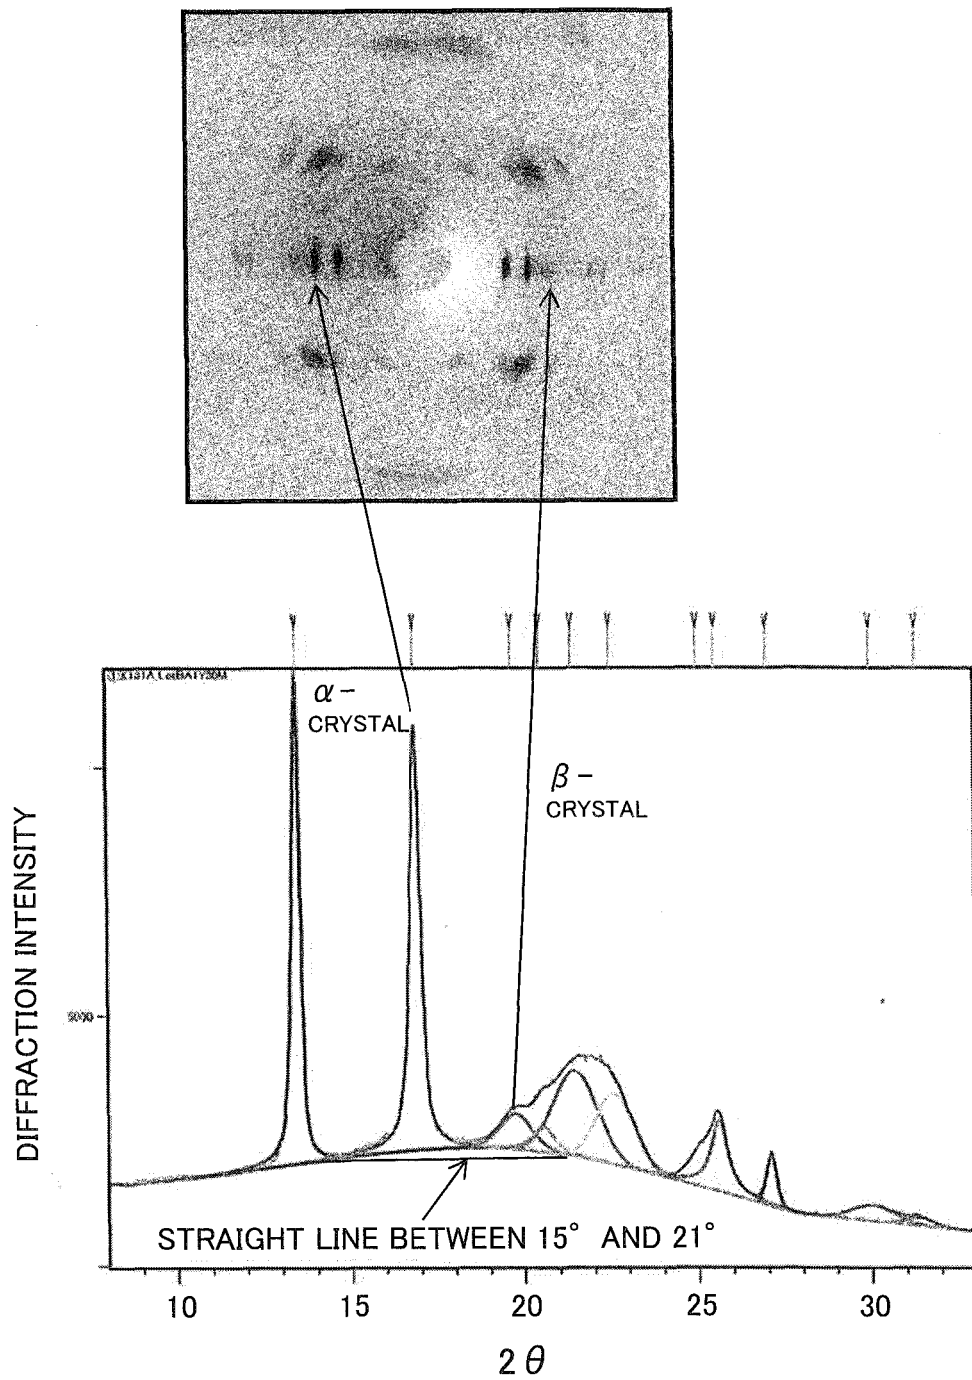 α-
CRYSTAL
β-
CRYSTAL
DIFFRACTION INTENSITY
5000
STRAIGHT LINE BETWEEN 15° AND 21°
10 15 20 25 30
2θ